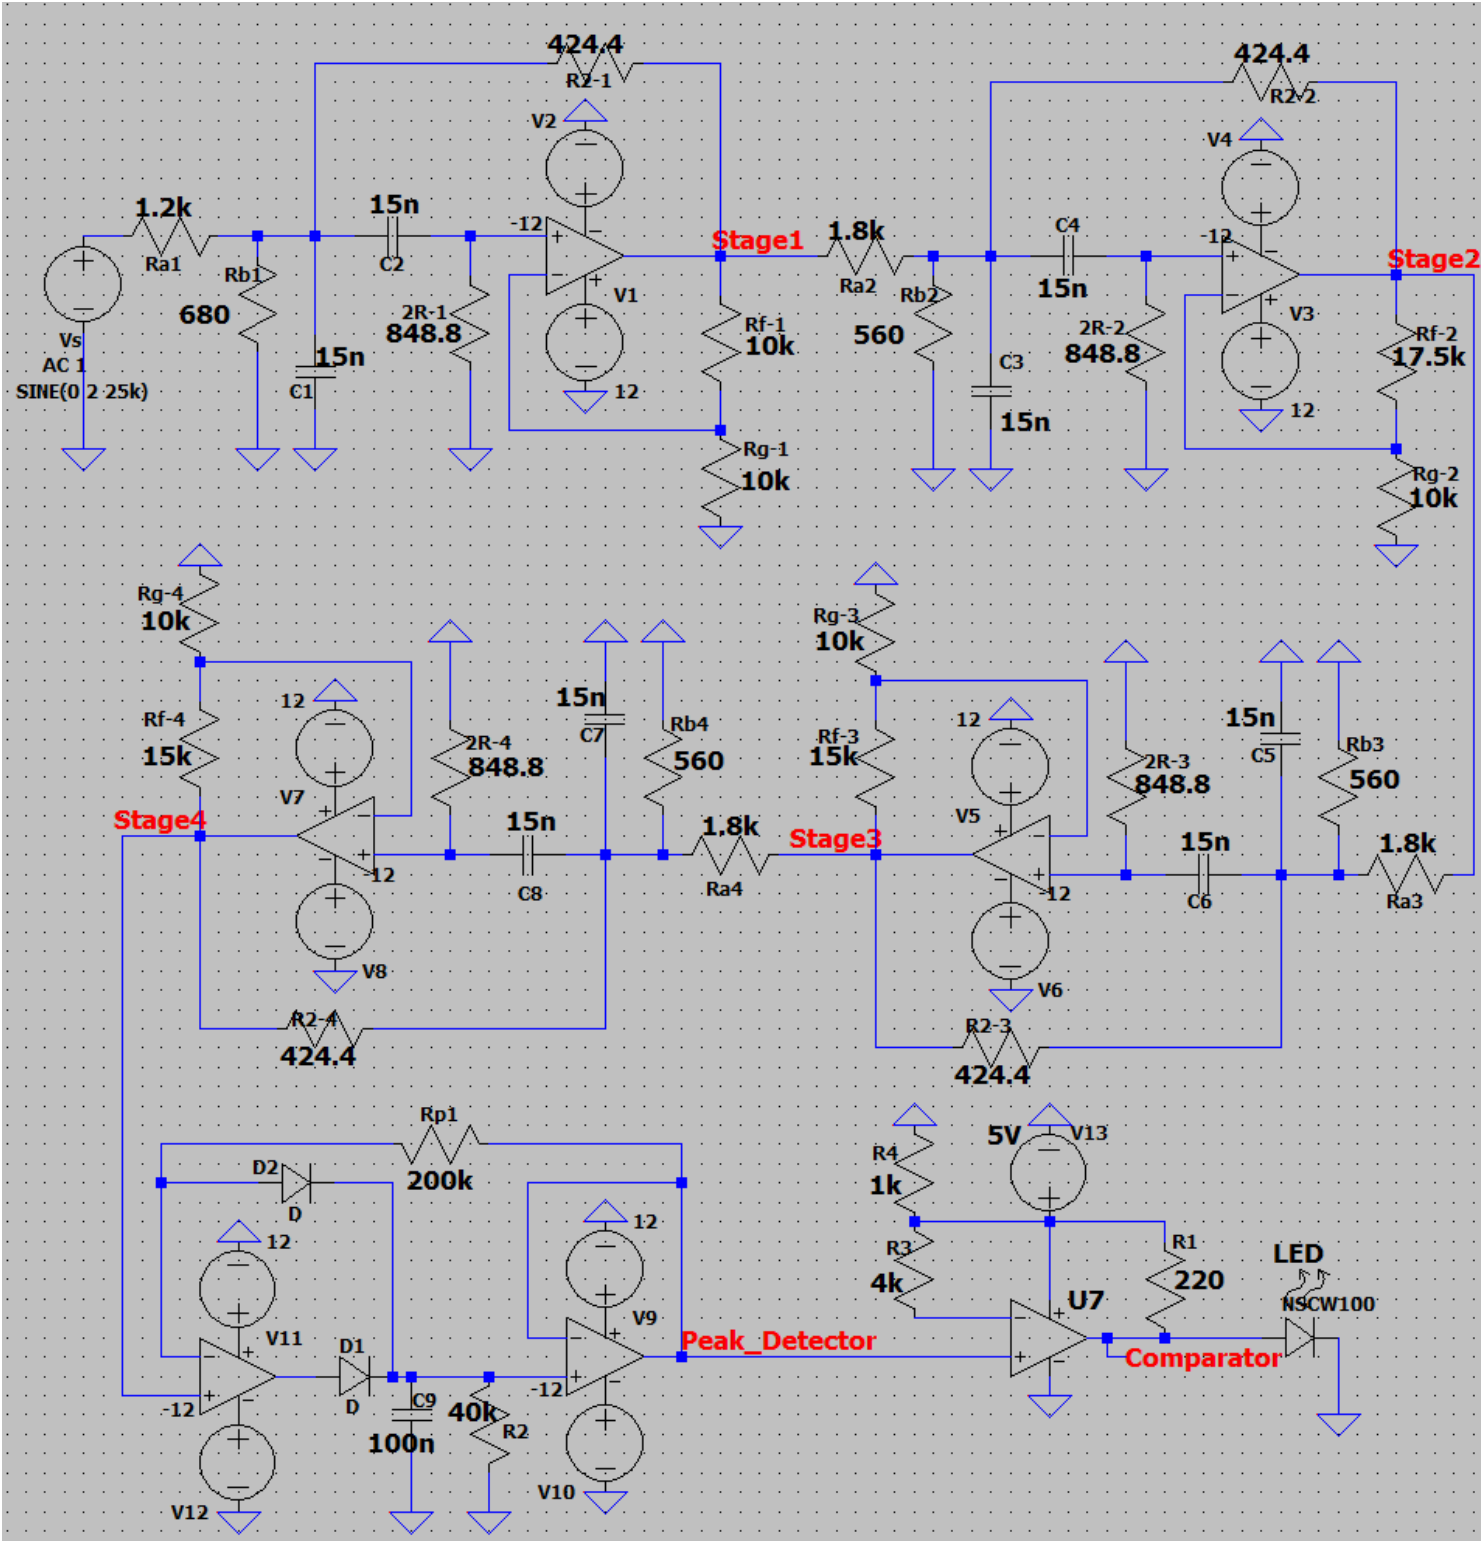 424.4
R2-1
V2
1.2k
Ra1
Rb1
680
15n
C2
-12
+
−
Stage1
Vs
AC 1
SINE(0 2 25k)
15n
C1
2R-1
848.8
V1
12
Rf-1
10k
Rg-1
10k
424.4
R2-2
V4
1.8k
Ra2
Rb2
560
C4
15n
-12
Stage2
C3
15n
2R-2
848.8
V3
12
Rf-2
17.5k
Rg-2
10k
Rg-4
10k
12
Rf-4
15k
V7
2R-4
848.8
15n
C7
Rb4
560
Stage4
-12
15n
C8
1.8k
Ra4
V8
R2-4
424.4
Rg-3
10k
12
Rf-3
15k
V5
2R-3
848.8
15n
C5
Rb3
560
Stage3
-12
15n
C6
1.8k
Ra3
V6
R2-3
424.4
Rp1
200k
D2
D
12
V11
D1
D
-12
V12
C9
100n
40k
R2
12
V9
-12
V10
Peak_Detector
R4
1k
5V
V13
R3
4k
R1
220
U7
LED
NSCW100
Comparator